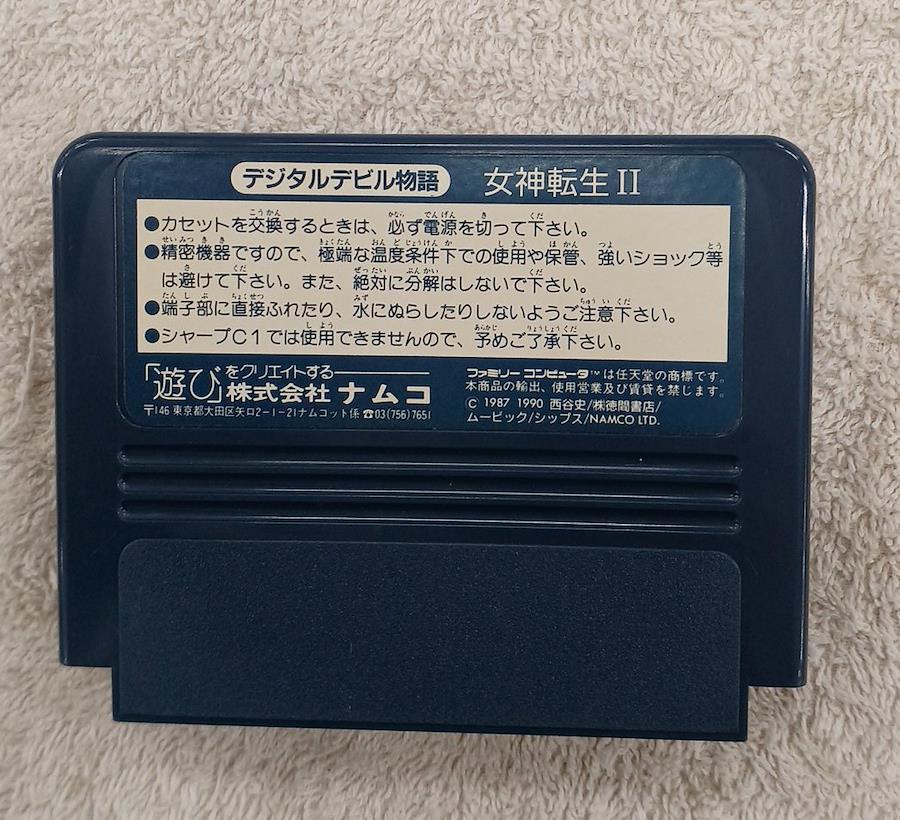 デジタルデビル物語 女神転生II
●カセットを交換するときは、必ず電源を切って下さい。
●精密機器ですので、極端な温度条件下での使用や保管、強いショック等
は避けて下さい。また、絶対に分解はしないで下さい。
●端子部に直接ふれたり、水にぬらしたりしないようご注意下さい。
●シャープC1では使用できませんので、予めご了承下さい。
「遊び」をクリエイトする
株式会社 ナムコ
〒146 東京都大田区矢口2-1-21ナムコット係 ☎03(756)7651
ファミリーコンピュータ™は任天堂の商標です。
本商品の輸出、使用営業及び賃貸を禁じます。
© 1987 1990 西谷史/㈱徳間書店/
ムービック/シップス/NAMCO LTD.